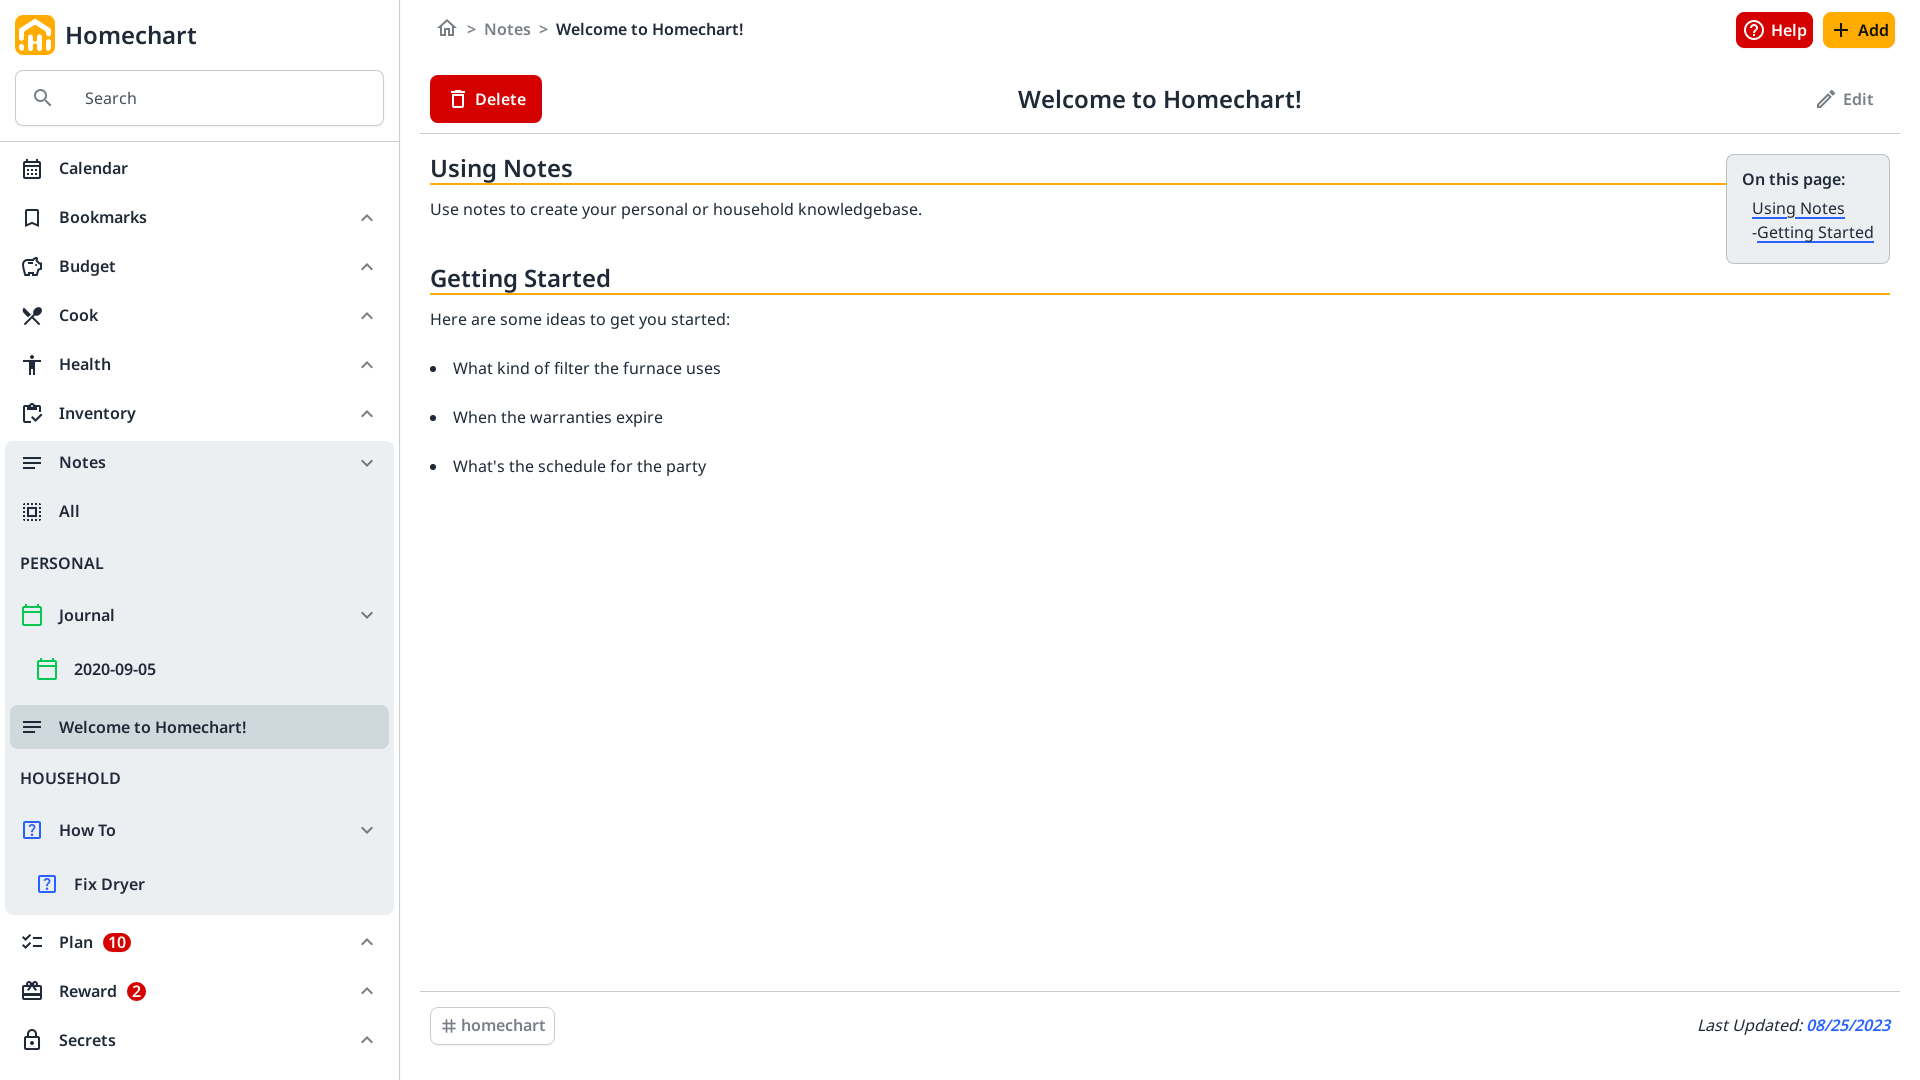 Homechart
Search
Calendar
Bookmarks
Budget
Cook
Health
Inventory
Notes
All
PERSONAL
Journal
2020-09-05
Welcome to Homechart!
HOUSEHOLD
How To
Fix Dryer
Plan 10
Reward 2
Secrets
> Notes > Welcome to Homechart!
Help
Add
Delete
Welcome to Homechart!
Edit
Using Notes
Use notes to create your personal or household knowledgebase.
On this page:
Using Notes
-Getting Started
Getting Started
Here are some ideas to get you started:
• What kind of filter the furnace uses
• When the warranties expire
• What's the schedule for the party
# homechart
Last Updated: 08/25/2023